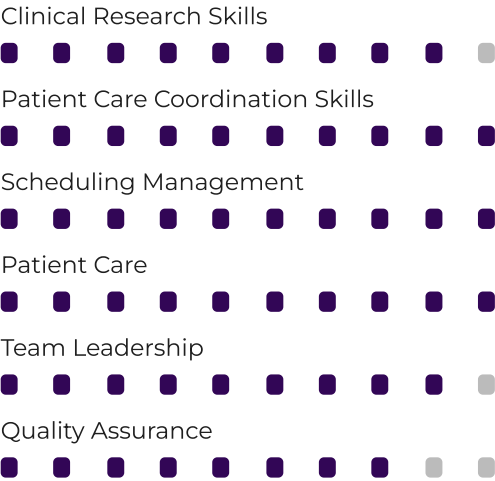 Clinical Research Skills
Patient Care Coordination Skills
Scheduling Management
Patient Care
Team Leadership
Quality Assurance